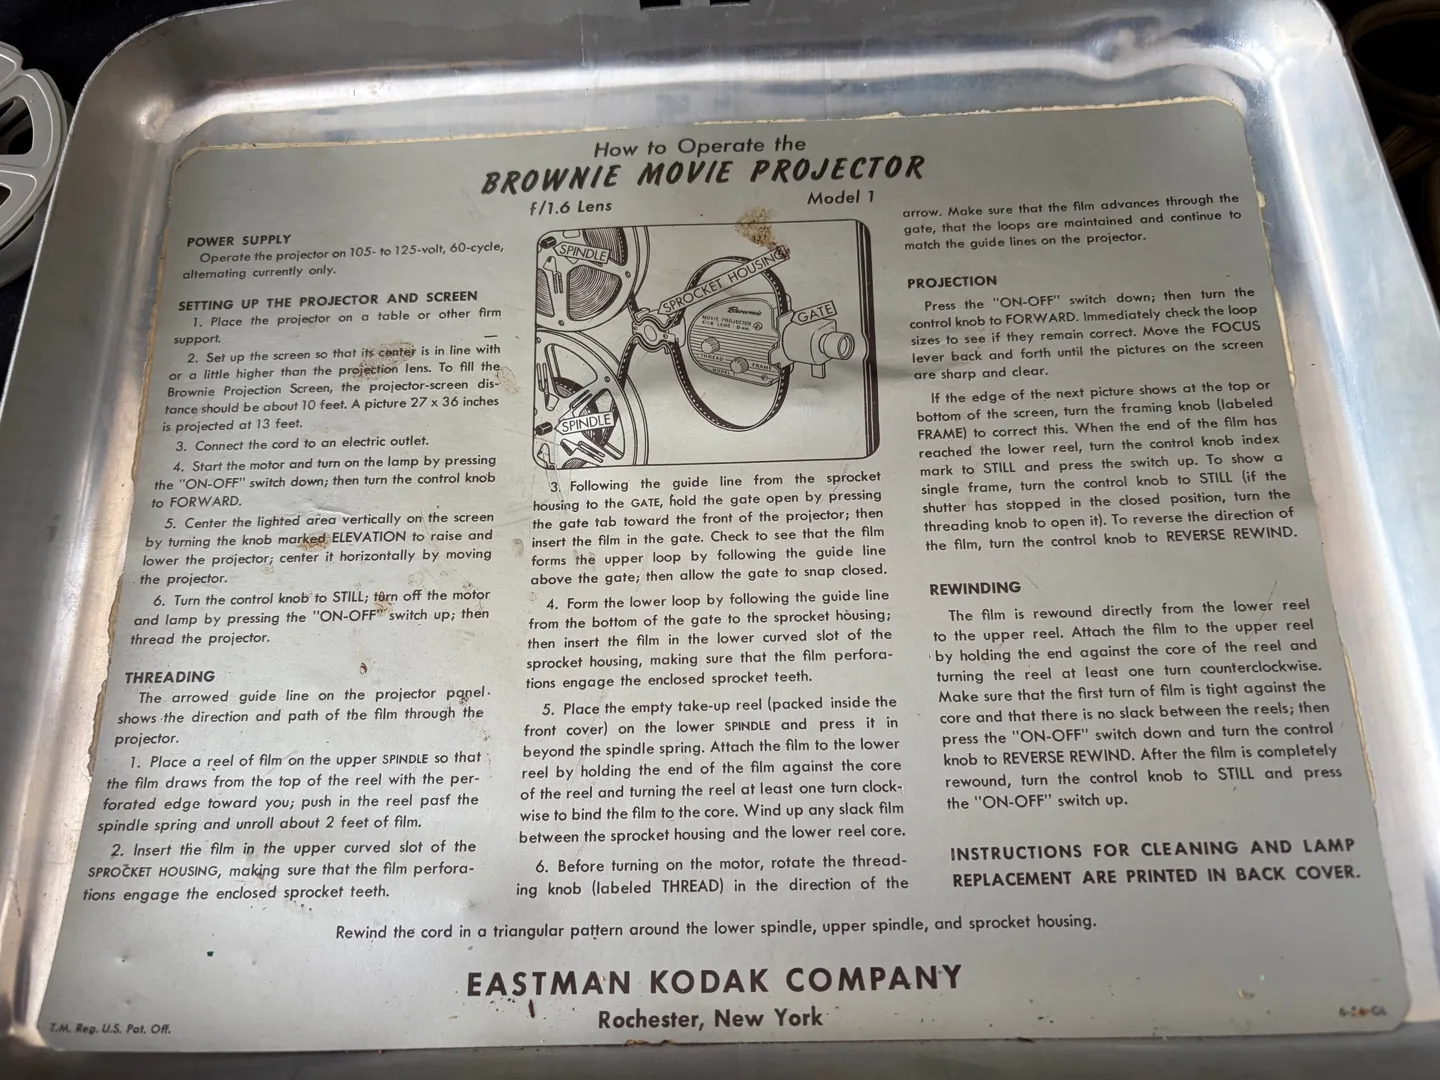 How to Operate the
BROWNIE MOVIE PROJECTOR
f/1.6 Lens
Model 1
POWER SUPPLY
Operate the projector on 105- to 125-volt, 60-cycle,
alternating currently only.
SETTING UP THE PROJECTOR AND SCREEN
1. Place the projector on a table or other firm
support.
2. Set up the screen so that its center is in line with
or a little higher than the projection lens. To fill the
Brownie Projection Screen, the projector-screen dis-
tance should be about 10 feet. A picture 27 x 36 inches
is projected at 13 feet.
3. Connect the cord to an electric outlet.
4. Start the motor and turn on the lamp by pressing
the "ON-OFF" switch down; then turn the control knob
to FORWARD.
5. Center the lighted area vertically on the screen
by turning the knob marked ELEVATION to raise and
lower the projector; center it horizontally by moving
the projector.
6. Turn the control knob to STILL; turn off the motor
and lamp by pressing the "ON-OFF" switch up; then
thread the projector.
THREADING
The arrowed guide line on the projector panel
shows the direction and path of the film through the
projector.
1. Place a reel of film on the upper SPINDLE so that
the film draws from the top of the reel with the per-
forated edge toward you; push in the reel past the
spindle spring and unroll about 2 feet of film.
2. Insert the film in the upper curved slot of the
SPROCKET HOUSING, making sure that the film perfora-
tions engage the enclosed sprocket teeth.
SPINDLE
SPROCKET HOUSING
GATE
Brownie
MOVIE PROJECTOR
f/1.6 LENS 8mm
THREAD
FRAME
MODEL 1
SPINDLE
3. Following the guide line from the sprocket
housing to the GATE, hold the gate open by pressing
the gate tab toward the front of the projector; then
insert the film in the gate. Check to see that the film
forms the upper loop by following the guide line
above the gate; then allow the gate to snap closed.
4. Form the lower loop by following the guide line
from the bottom of the gate to the sprocket housing;
then insert the film in the lower curved slot of the
sprocket housing, making sure that the film perfora-
tions engage the enclosed sprocket teeth.
5. Place the empty take-up reel (packed inside the
front cover) on the lower SPINDLE and press it in
beyond the spindle spring. Attach the film to the lower
reel by holding the end of the film against the core
of the reel and turning the reel at least one turn clock-
wise to bind the film to the core. Wind up any slack film
between the sprocket housing and the lower reel core.
6. Before turning on the motor, rotate the thread-
ing knob (labeled THREAD) in the direction of the
arrow. Make sure that the film advances through the
gate, that the loops are maintained and continue to
match the guide lines on the projector.
PROJECTION
Press the "ON-OFF" switch down; then turn the
control knob to FORWARD. Immediately check the loop
sizes to see if they remain correct. Move the FOCUS
lever back and forth until the pictures on the screen
are sharp and clear.
If the edge of the next picture shows at the top or
bottom of the screen, turn the framing knob (labeled
FRAME) to correct this. When the end of the film has
reached the lower reel, turn the control knob index
mark to STILL and press the switch up. To show a
single frame, turn the control knob to STILL (if the
shutter has stopped in the closed position, turn the
threading knob to open it). To reverse the direction of
the film, turn the control knob to REVERSE REWIND.
REWINDING
The film is rewound directly from the lower reel
to the upper reel. Attach the film to the upper reel
by holding the end against the core of the reel and
turning the reel at least one turn counterclockwise.
Make sure that the first turn of film is tight against the
core and that there is no slack between the reels; then
press the "ON-OFF" switch down and turn the control
knob to REVERSE REWIND. After the film is completely
rewound, turn the control knob to STILL and press
the "ON-OFF" switch up.
INSTRUCTIONS FOR CLEANING AND LAMP
REPLACEMENT ARE PRINTED IN BACK COVER.
Rewind the cord in a triangular pattern around the lower spindle, upper spindle, and sprocket housing.
EASTMAN KODAK COMPANY
Rochester, New York
T.M. Reg. U.S. Pat. Off.